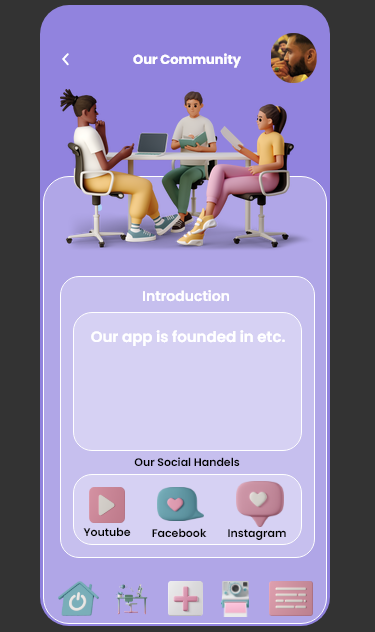 Our Community
Introduction
Our app is founded in etc.
Our Social Handels
Youtube
Facebook
Instagram